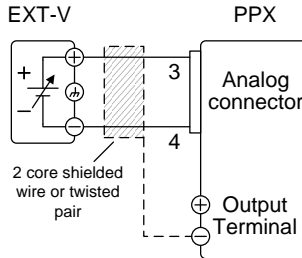 EXT-V
PPX
+
−
+
−
3
4
Analog
connector
2 core shielded
wire or twisted
pair
+
−
Output
Terminal